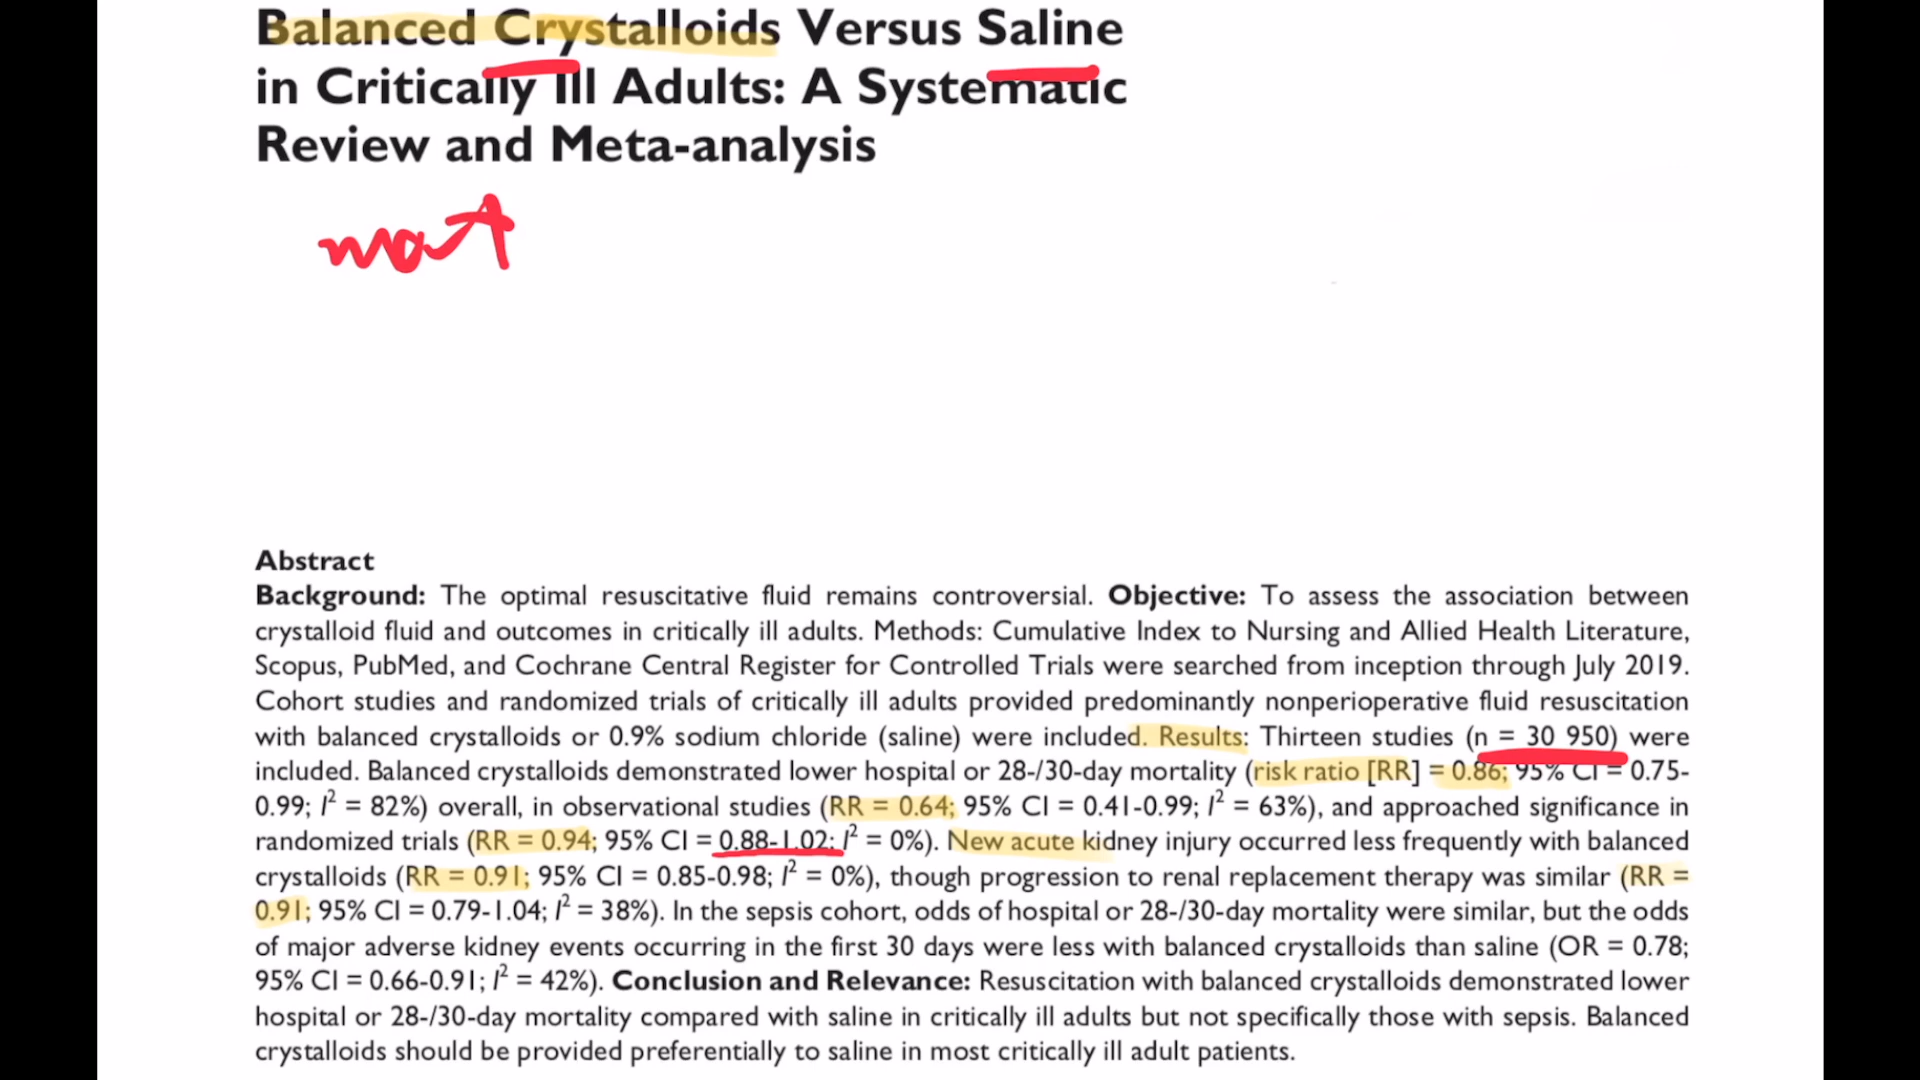 Balanced Crystalloids Versus Saline
in Critically Ill Adults: A Systematic
Review and Meta-analysis
Abstract
Background: The optimal resuscitative fluid remains controversial. Objective: To assess the association between
crystalloid fluid and outcomes in critically ill adults. Methods: Cumulative Index to Nursing and Allied Health Literature,
Scopus, PubMed, and Cochrane Central Register for Controlled Trials were searched from inception through July 2019.
Cohort studies and randomized trials of critically ill adults provided predominantly nonperioperative fluid resuscitation
with balanced crystalloids or 0.9% sodium chloride (saline) were included. Results: Thirteen studies (n = 30 950) were
included. Balanced crystalloids demonstrated lower hospital or 28-/30-day mortality (risk ratio [RR] = 0.86; 95% CI = 0.75-
0.99; I² = 82%) overall, in observational studies (RR = 0.64; 95% CI = 0.41-0.99; I² = 63%), and approached significance in
randomized trials (RR = 0.94; 95% CI = 0.88-1.02; I² = 0%). New acute kidney injury occurred less frequently with balanced
crystalloids (RR = 0.91; 95% CI = 0.85-0.98; I² = 0%), though progression to renal replacement therapy was similar (RR =
0.91; 95% CI = 0.79-1.04; I² = 38%). In the sepsis cohort, odds of hospital or 28-/30-day mortality were similar, but the odds
of major adverse kidney events occurring in the first 30 days were less with balanced crystalloids than saline (OR = 0.78;
95% CI = 0.66-0.91; I² = 42%). Conclusion and Relevance: Resuscitation with balanced crystalloids demonstrated lower
hospital or 28-/30-day mortality compared with saline in critically ill adults but not specifically those with sepsis. Balanced
crystalloids should be provided preferentially to saline in most critically ill adult patients.